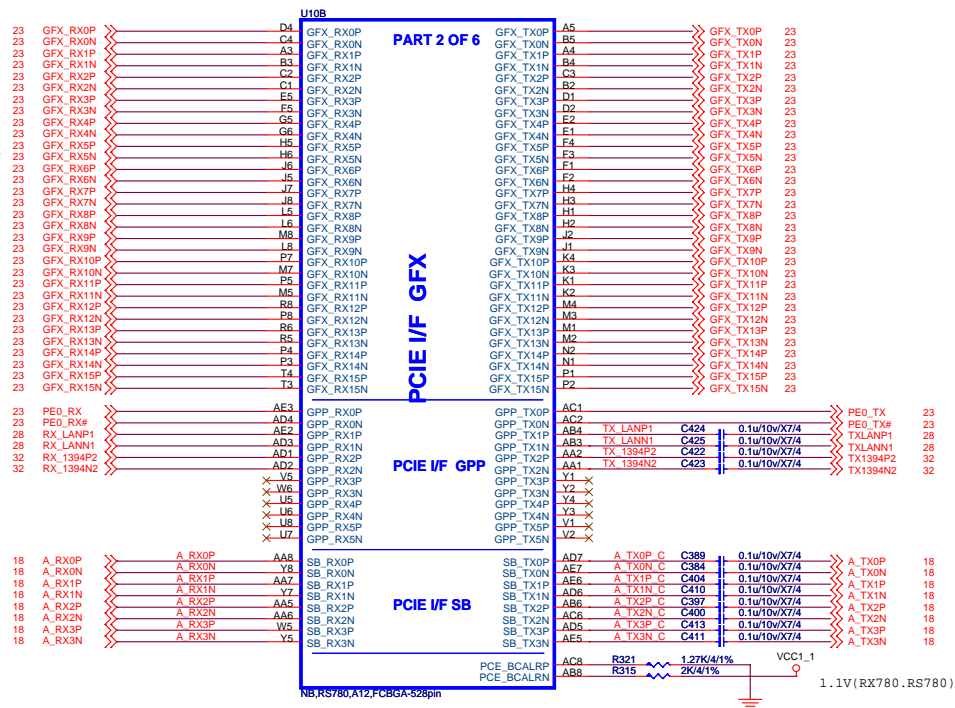 U10B
PART 2 OF 6
23 GFX_RX0P D4 GFX_RX0P GFX_TX0P A5 GFX_TX0P 23
23 GFX_RX0N C4 GFX_RX0N GFX_TX0N B5 GFX_TX0N 23
23 GFX_RX1P A3 GFX_RX1P GFX_TX1P A4 GFX_TX1P 23
23 GFX_RX1N B3 GFX_RX1N GFX_TX1N B4 GFX_TX1N 23
23 GFX_RX2P C2 GFX_RX2P GFX_TX2P C3 GFX_TX2P 23
23 GFX_RX2N C1 GFX_RX2N GFX_TX2N B2 GFX_TX2N 23
23 GFX_RX3P E5 GFX_RX3P GFX_TX3P D1 GFX_TX3P 23
23 GFX_RX3N F5 GFX_RX3N GFX_TX3N D2 GFX_TX3N 23
23 GFX_RX4P G5 GFX_RX4P GFX_TX4P E2 GFX_TX4P 23
23 GFX_RX4N G6 GFX_RX4N GFX_TX4N E1 GFX_TX4N 23
23 GFX_RX5P H5 GFX_RX5P GFX_TX5P F4 GFX_TX5P 23
23 GFX_RX5N H6 GFX_RX5N GFX_TX5N F3 GFX_TX5N 23
23 GFX_RX6P J6 GFX_RX6P GFX_TX6P F1 GFX_TX6P 23
23 GFX_RX6N J5 GFX_RX6N GFX_TX6N F2 GFX_TX6N 23
23 GFX_RX7P J7 GFX_RX7P GFX_TX7P H4 GFX_TX7P 23
23 GFX_RX7N J8 GFX_RX7N GFX_TX7N H3 GFX_TX7N 23
23 GFX_RX8P L5 GFX_RX8P GFX_TX8P H1 GFX_TX8P 23
23 GFX_RX8N L6 GFX_RX8N GFX_TX8N H2 GFX_TX8N 23
23 GFX_RX9P M8 GFX_RX9P GFX_TX9P J2 GFX_TX9P 23
23 GFX_RX9N L8 GFX_RX9N GFX_TX9N J1 GFX_TX9N 23
23 GFX_RX10P P7 GFX_RX10P GFX_TX10P K4 GFX_TX10P 23
23 GFX_RX10N M7 GFX_RX10N GFX_TX10N K3 GFX_TX10N 23
23 GFX_RX11P P5 GFX_RX11P GFX_TX11P K1 GFX_TX11P 23
23 GFX_RX11N M5 GFX_RX11N GFX_TX11N K2 GFX_TX11N 23
23 GFX_RX12P R8 GFX_RX12P GFX_TX12P M4 GFX_TX12P 23
23 GFX_RX12N P8 GFX_RX12N GFX_TX12N M3 GFX_TX12N 23
23 GFX_RX13P R6 GFX_RX13P GFX_TX13P M1 GFX_TX13P 23
23 GFX_RX13N R5 GFX_RX13N GFX_TX13N M2 GFX_TX13N 23
23 GFX_RX14P P4 GFX_RX14P GFX_TX14P N2 GFX_TX14P 23
23 GFX_RX14N P3 GFX_RX14N GFX_TX14N N1 GFX_TX14N 23
23 GFX_RX15P T4 GFX_RX15P GFX_TX15P P1 GFX_TX15P 23
23 GFX_RX15N T3 GFX_RX15N GFX_TX15N P2 GFX_TX15N 23
PCIE I/F GFX
23 PE0_RX AE3 GPP_RX0P GPP_TX0P AC1 PE0_TX 23
23 PE0_RX# AD4 GPP_RX0N GPP_TX0N AC2 PE0_TX# 23
28 RX_LANP1 AE2 GPP_RX1P GPP_TX1P AB4 TX_LANP1 C424 0.1u/10v/X7/4 TXLANP1 28
28 RX_LANN1 AD3 GPP_RX1N GPP_TX1N AB3 TX_LANN1 C425 0.1u/10v/X7/4 TXLANN1 28
32 RX_1394P2 AD1 GPP_RX2P GPP_TX2P AA2 TX_1394P2 C422 0.1u/10v/X7/4 TX1394P2 32
32 RX_1394N2 AD2 GPP_RX2N GPP_TX2N AA1 TX_1394N2 C423 0.1u/10v/X7/4 TX1394N2 32
PCIE I/F GPP
V5 GPP_RX3P GPP_TX3P Y1
W6 GPP_RX3N GPP_TX3N Y2
U5 GPP_RX4P GPP_TX4P Y4
U6 GPP_RX4N GPP_TX4N Y3
U8 GPP_RX5P GPP_TX5P V1
U7 GPP_RX5N GPP_TX5N V2
18 A_RX0P A_RX0P AA8 SB_RX0P SB_TX0P AD7 A_TX0P_C C389 0.1u/10v/X7/4 A_TX0P 18
18 A_RX0N A_RX0N Y8 SB_RX0N SB_TX0N AE7 A_TX0N_C C384 0.1u/10v/X7/4 A_TX0N 18
18 A_RX1P A_RX1P AA7 SB_RX1P SB_TX1P AE6 A_TX1P_C C404 0.1u/10v/X7/4 A_TX1P 18
18 A_RX1N A_RX1N Y7 SB_RX1N SB_TX1N AD6 A_TX1N_C C410 0.1u/10v/X7/4 A_TX1N 18
18 A_RX2P A_RX2P AA5 SB_RX2P SB_TX2P AB6 A_TX2P_C C397 0.1u/10v/X7/4 A_TX2P 18
18 A_RX2N A_RX2N AA6 SB_RX2N SB_TX2N AC6 A_TX2N_C C400 0.1u/10v/X7/4 A_TX2N 18
18 A_RX3P A_RX3P W5 SB_RX3P SB_TX3P AD5 A_TX3P_C C413 0.1u/10v/X7/4 A_TX3P 18
18 A_RX3N A_RX3N Y5 SB_RX3N SB_TX3N AE5 A_TX3N_C C411 0.1u/10v/X7/4 A_TX3N 18
PCIE I/F SB
PCE_BCALRP AC8 R321 1.27K/4/1% VCC1_1
PCE_BCALRN AB8 R315 2K/4/1%
1.1V(RX780.RS780)
NB,RS780,A12,FCBGA-528pin